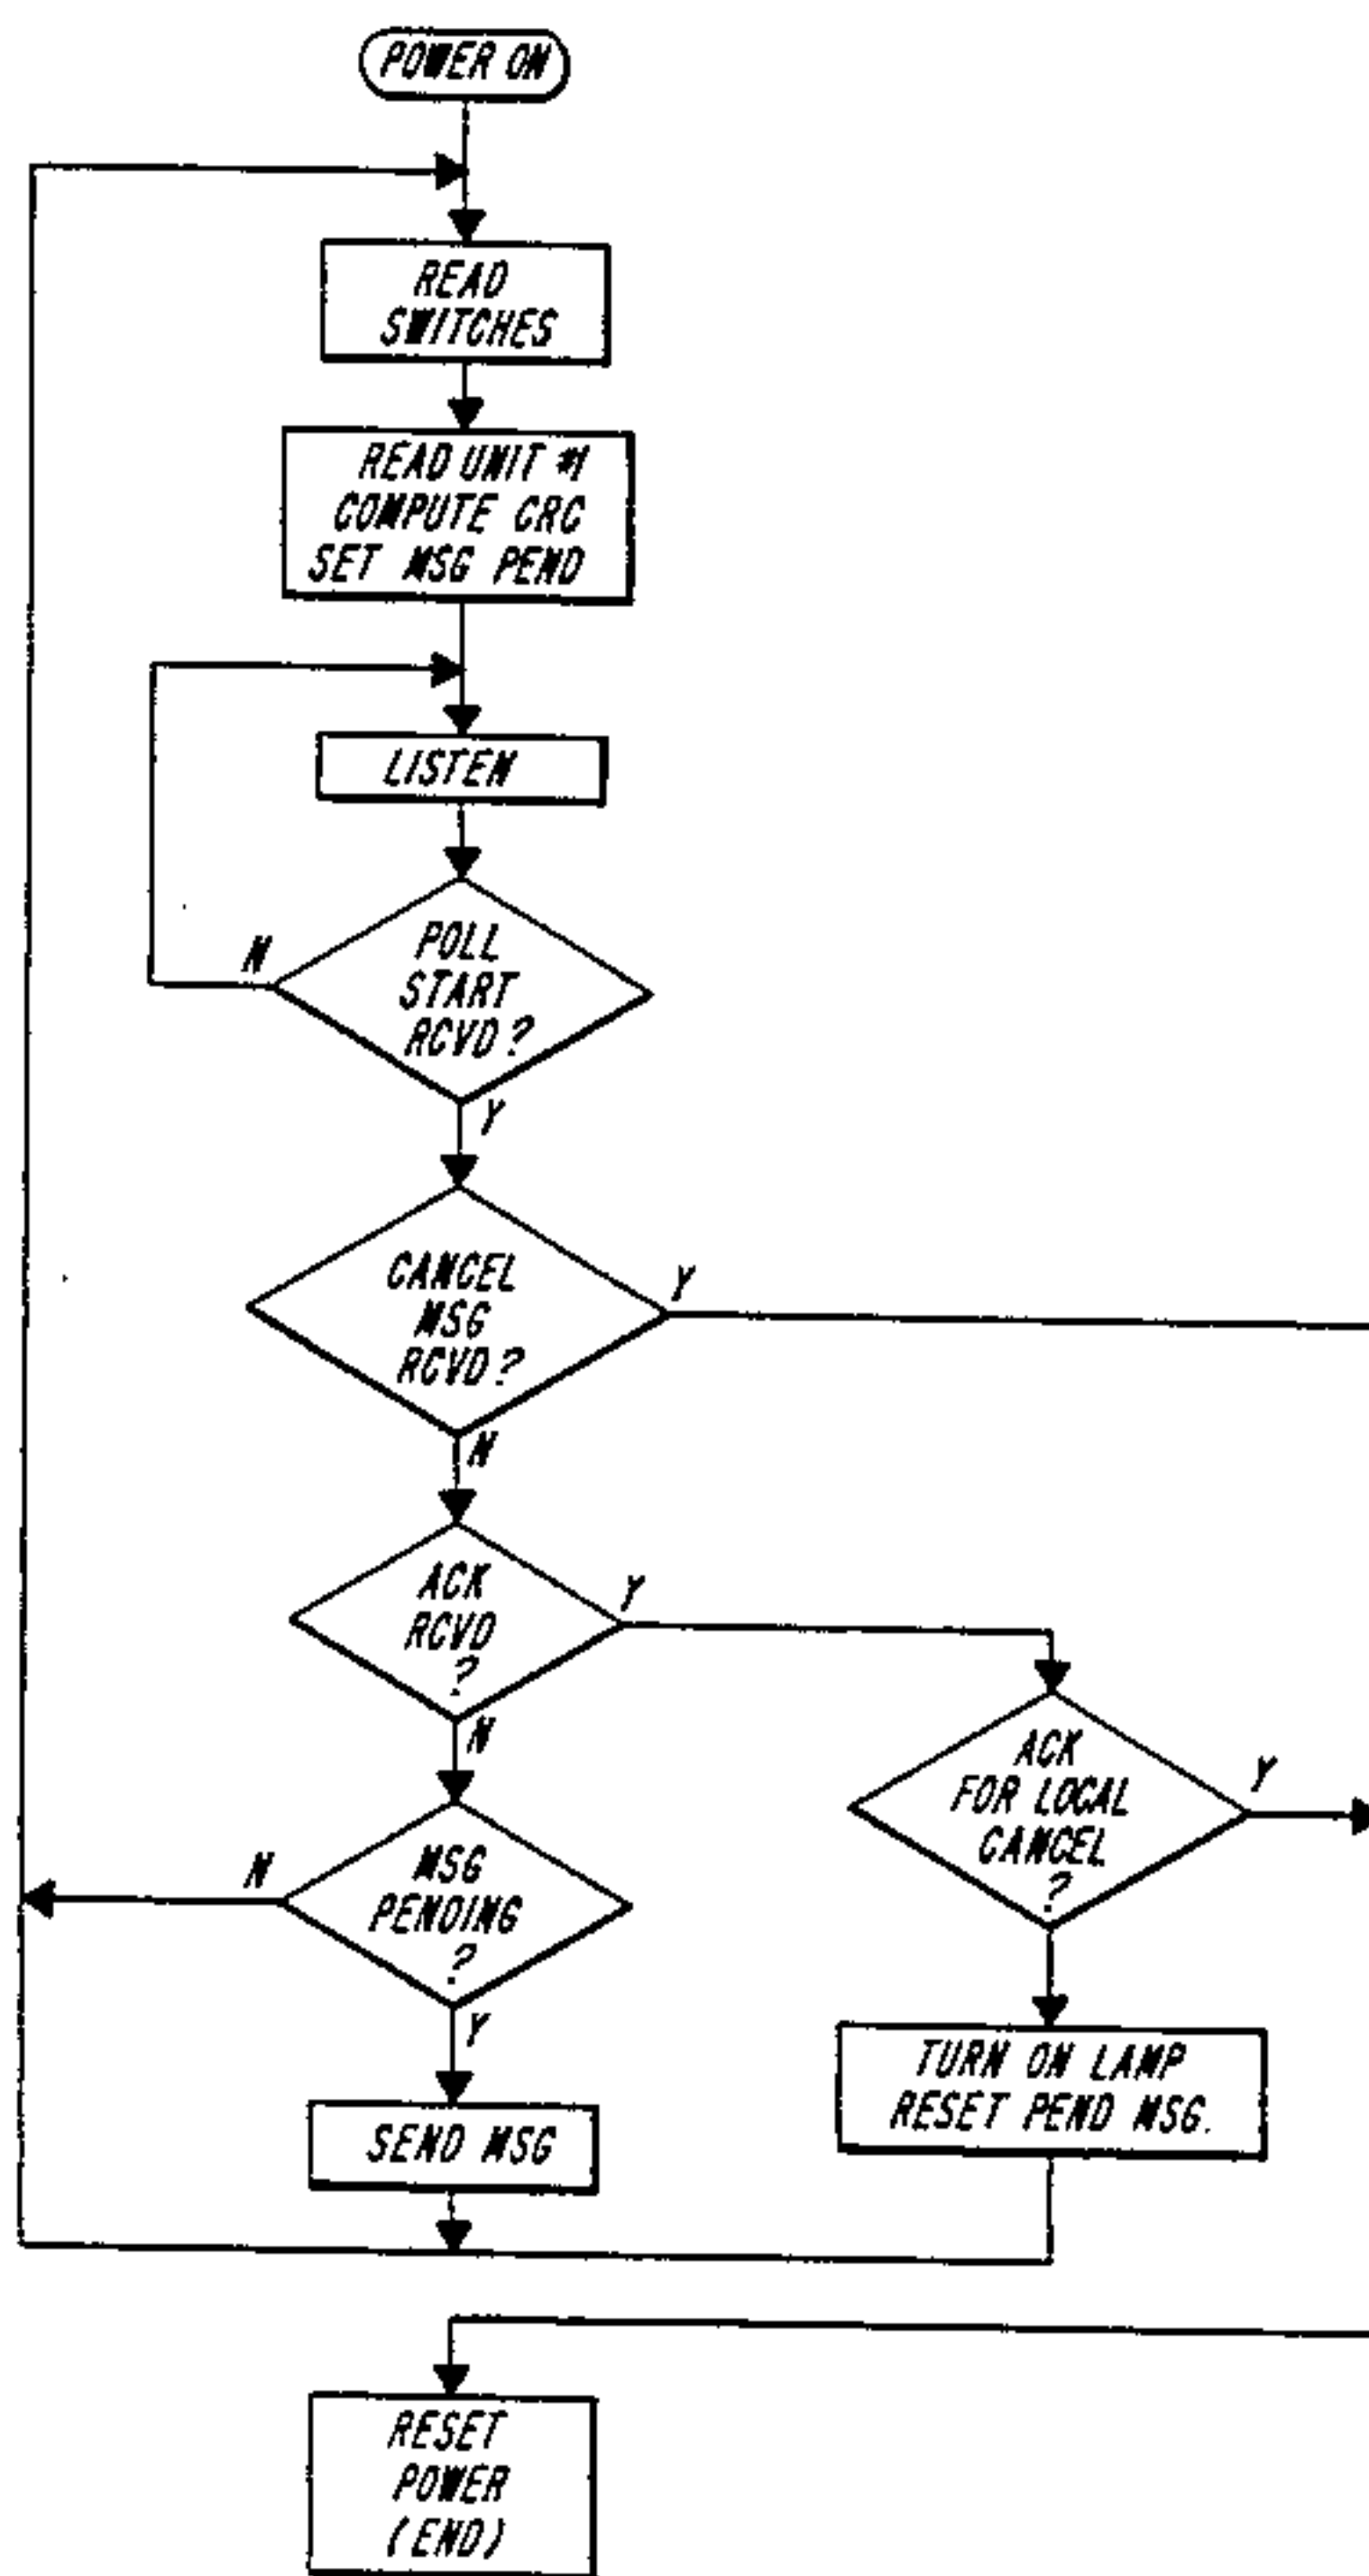 POWER ON
READ
SWITCHES
READ UNIT #1
COMPUTE CRC
SET MSG PEND
LISTEN
POLL
START
RCVD?
N
Y
CANCEL
MSG
RCVD?
Y
N
ACK
RCVD
?
Y
N
ACK
FOR LOCAL
CANCEL
?
Y
MSG
PENDING
?
N
Y
TURN ON LAMP
RESET PEND MSG.
SEND MSG
RESET
POWER
(END)